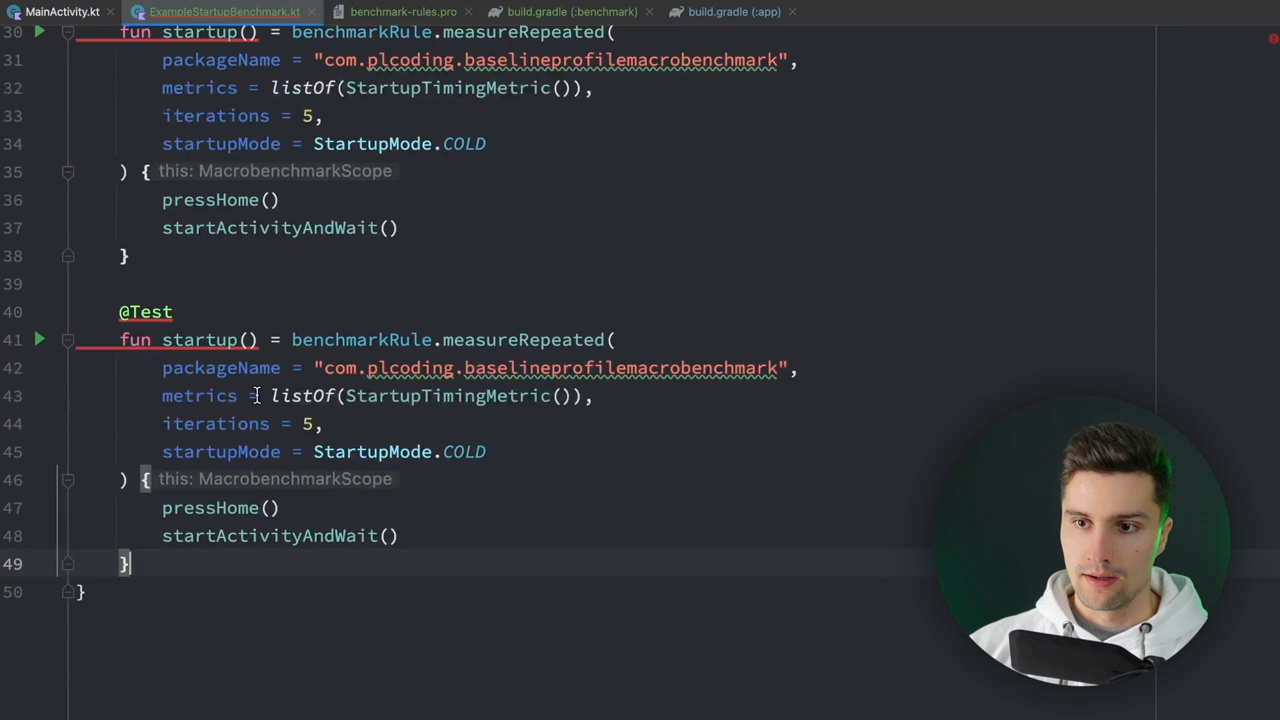 MainActivity.kt ExampleStartupBenchmark.kt benchmark-rules.pro build.gradle (:benchmark) build.gradle (:app)
30 fun startup() = benchmarkRule.measureRepeated(
31 packageName = "com.plcoding.baselineprofilemacrobenchmark",
32 metrics = listOf(StartupTimingMetric()),
33 iterations = 5,
34 startupMode = StartupMode.COLD
35 ) { this: MacrobenchmarkScope
36 pressHome()
37 startActivityAndWait()
38 }
39
40 @Test
41 fun startup() = benchmarkRule.measureRepeated(
42 packageName = "com.plcoding.baselineprofilemacrobenchmark",
43 metrics = listOf(StartupTimingMetric()),
44 iterations = 5,
45 startupMode = StartupMode.COLD
46 ) { this: MacrobenchmarkScope
47 pressHome()
48 startActivityAndWait()
49 }
50 }